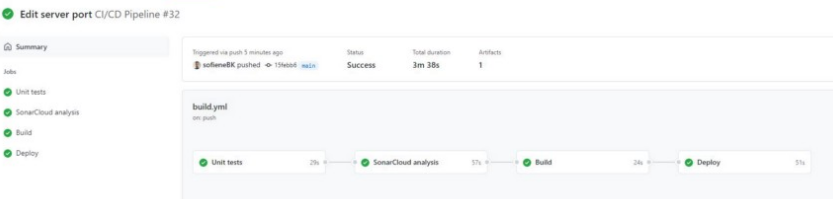 Edit server port CI/CD Pipeline #32
Summary
Jobs
Unit tests
SonarCloud analysis
Build
Deploy
Triggered via push 5 minutes ago
Status
Total duration
Artifacts
sofieneBK pushed main
Success
3m 38s
1
build.yml
on: push
Unit tests 29s
SonarCloud analysis 57s
Build 24s
Deploy 51s